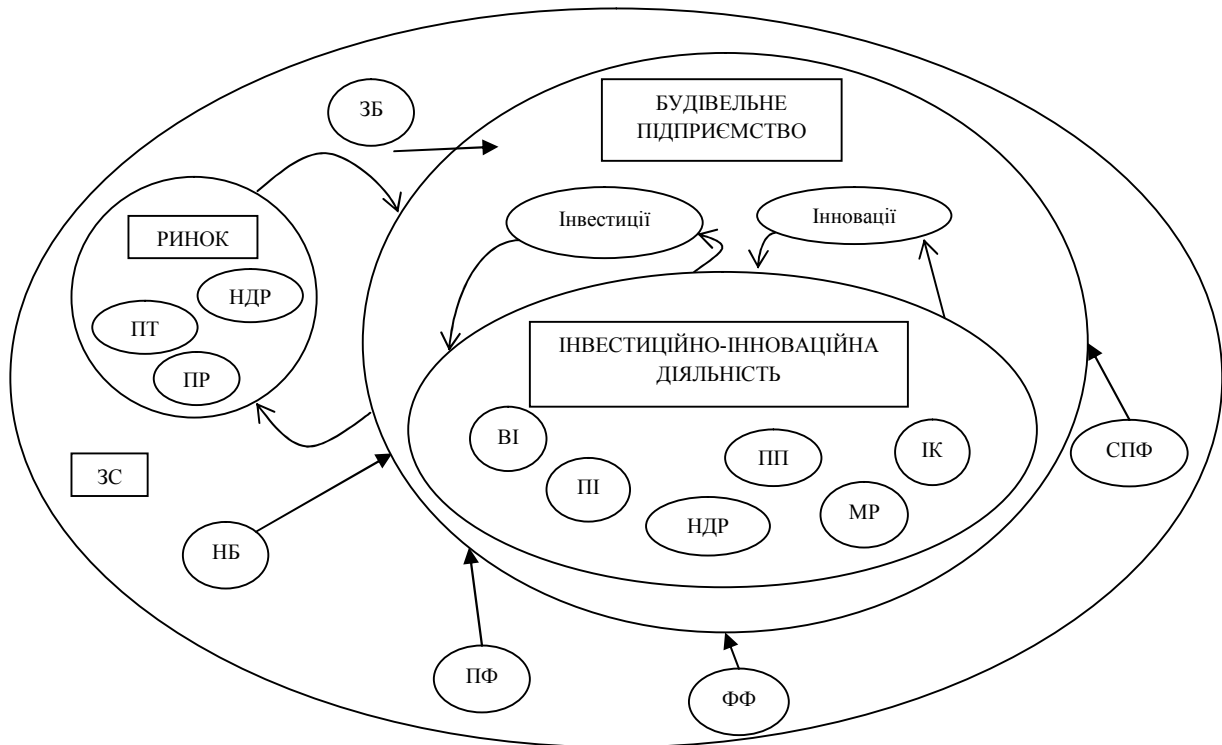 ЗБ
БУДІВЕЛЬНЕ
ПІДПРИЄМСТВО
Інвестиції
Інновації
РИНОК
НДР
ПТ
ПР
ІНВЕСТИЦІЙНО-ІННОВАЦІЙНА
ДІЯЛЬНІСТЬ
ВІ
ПІ
НДР
ПП
МР
ІК
СПФ
ЗС
НБ
ПФ
ФФ